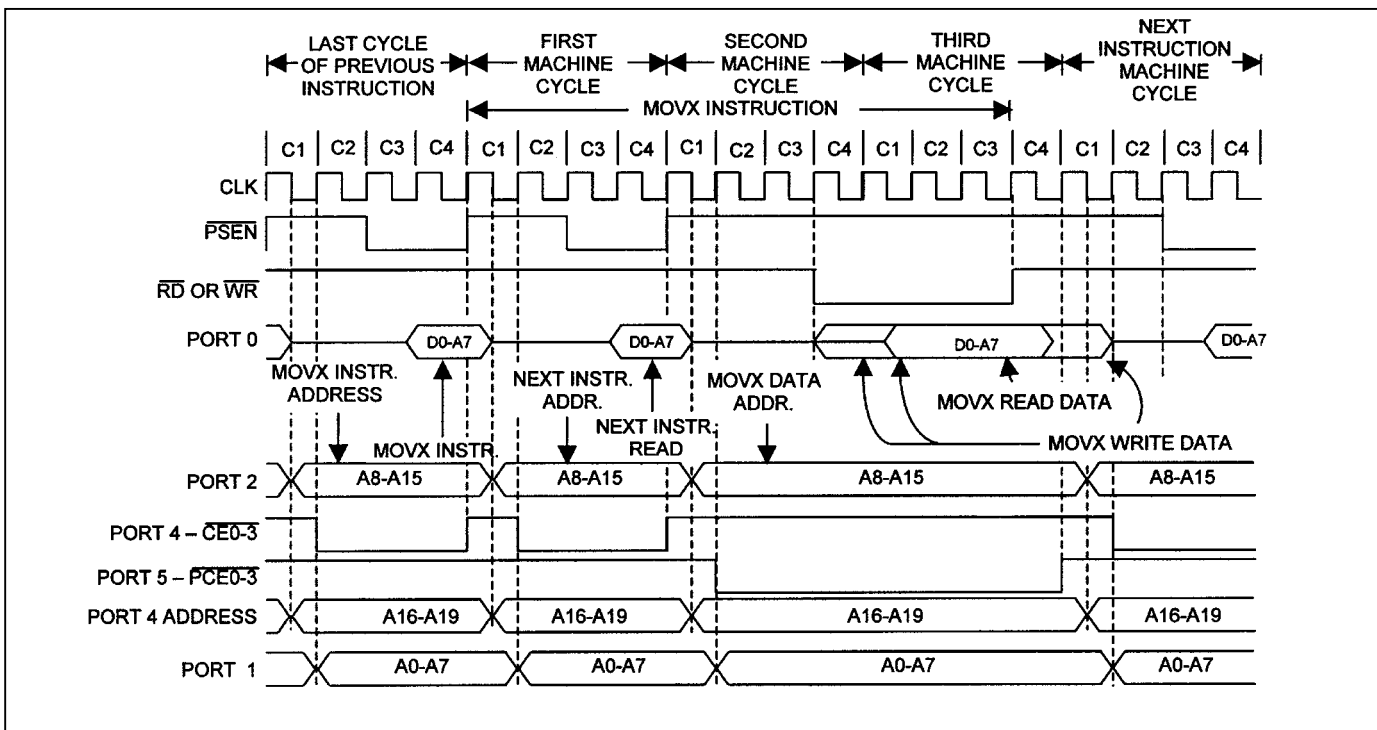 LAST CYCLE
OF PREVIOUS
INSTRUCTION
FIRST
MACHINE
CYCLE
SECOND
MACHINE
CYCLE
THIRD
MACHINE
CYCLE
NEXT
INSTRUCTION
MACHINE
CYCLE
MOVX INSTRUCTION
C1 C2 C3 C4 C1 C2 C3 C4 C1 C2 C3 C4 C1 C2 C3 C4 C1 C2 C3 C4
CLK
PSEN
RD OR WR
PORT 0
D0-A7 D0-A7 D0-A7 D0-A7
MOVX INSTR.
ADDRESS
MOVX INSTR.
NEXT INSTR.
ADDR.
NEXT INSTR.
READ
MOVX DATA
ADDR.
MOVX READ DATA
MOVX WRITE DATA
PORT 2
A8-A15 A8-A15 A8-A15 A8-A15
PORT 4 – CE0-3
PORT 5 – PCE0-3
PORT 4 ADDRESS
A16-A19 A16-A19 A16-A19 A16-A19
PORT 1
A0-A7 A0-A7 A0-A7 A0-A7